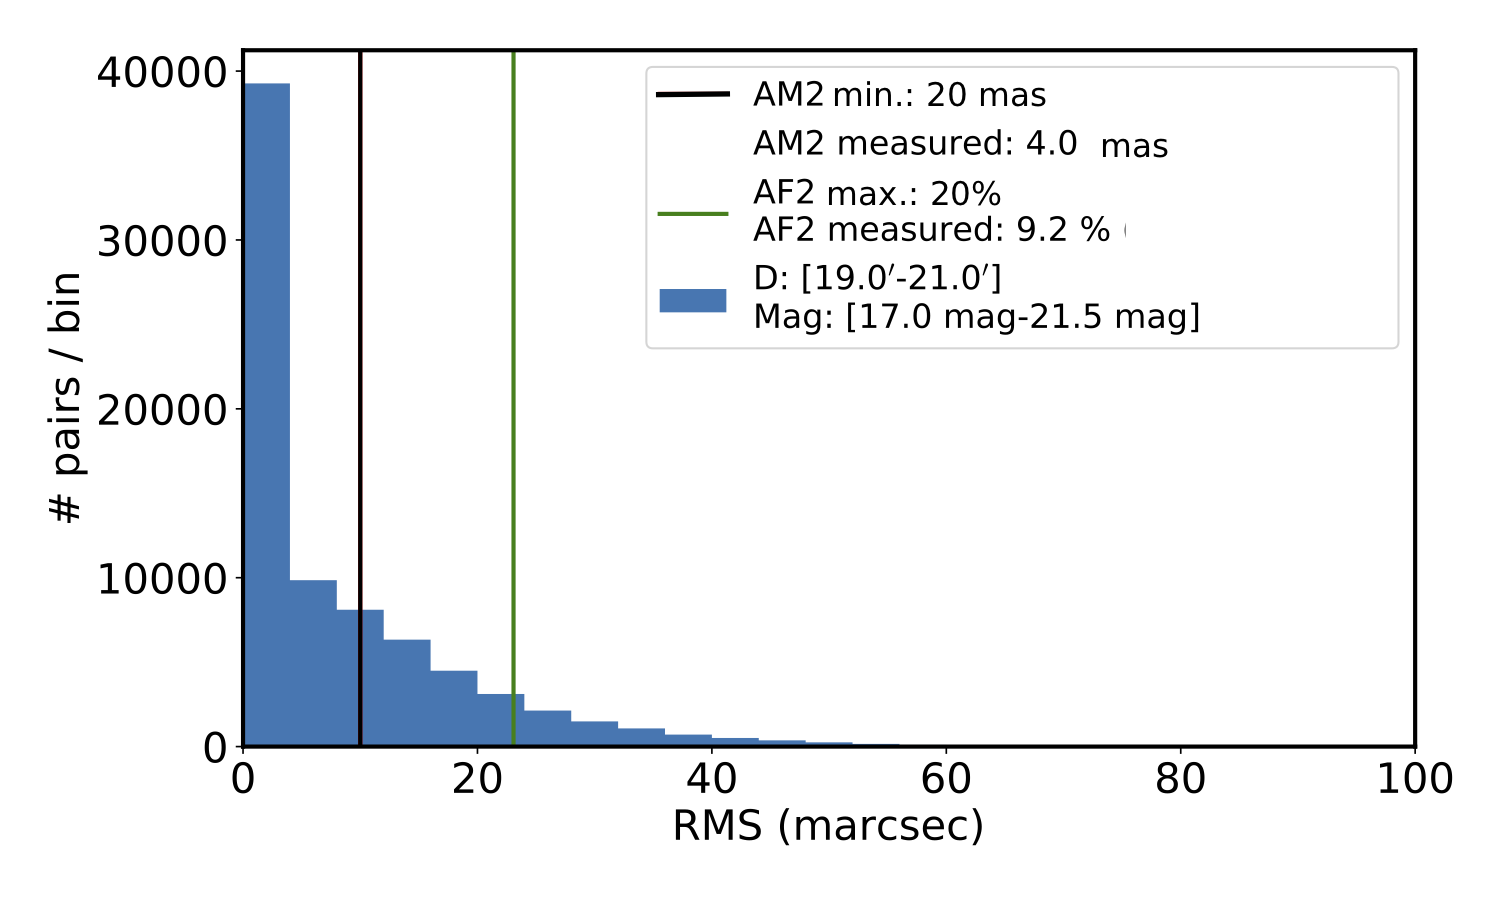 40000
30000
20000
10000
0
# pairs / bin
AM2 min.: 20 mas
AM2 measured: 4.0 mas
AF2 max.: 20%
AF2 measured: 9.2 %
D: [19.0′-21.0′]
Mag: [17.0 mag-21.5 mag]
0 20 40 60 80 100
RMS (marcsec)